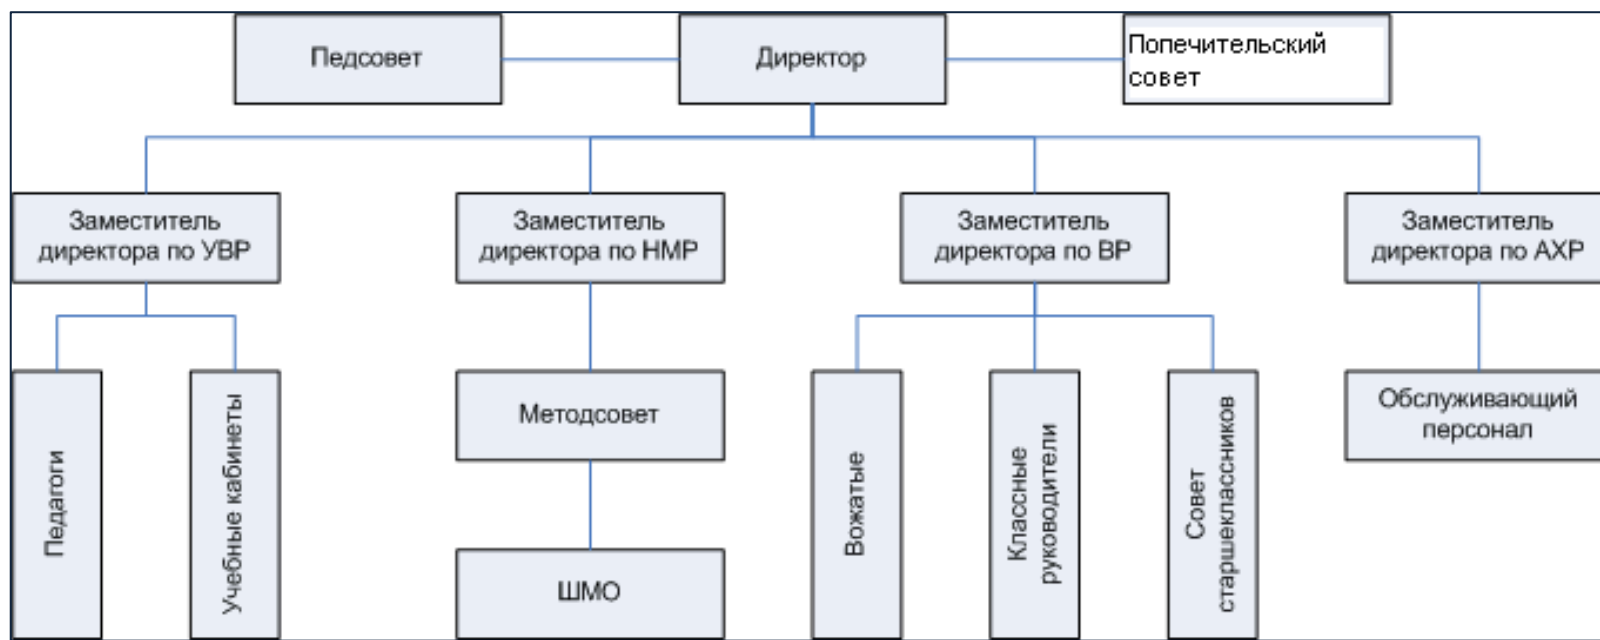 Педсовет
Директор
Попечительский
совет
Заместитель
директора по УВР
Заместитель
директора по НМР
Заместитель
директора по ВР
Заместитель
директора по АХР
Педагоги
Учебные кабинеты
Методсовет
ШМО
Вожатые
Классные
руководители
Совет
старшеклассников
Обслуживающий
персонал